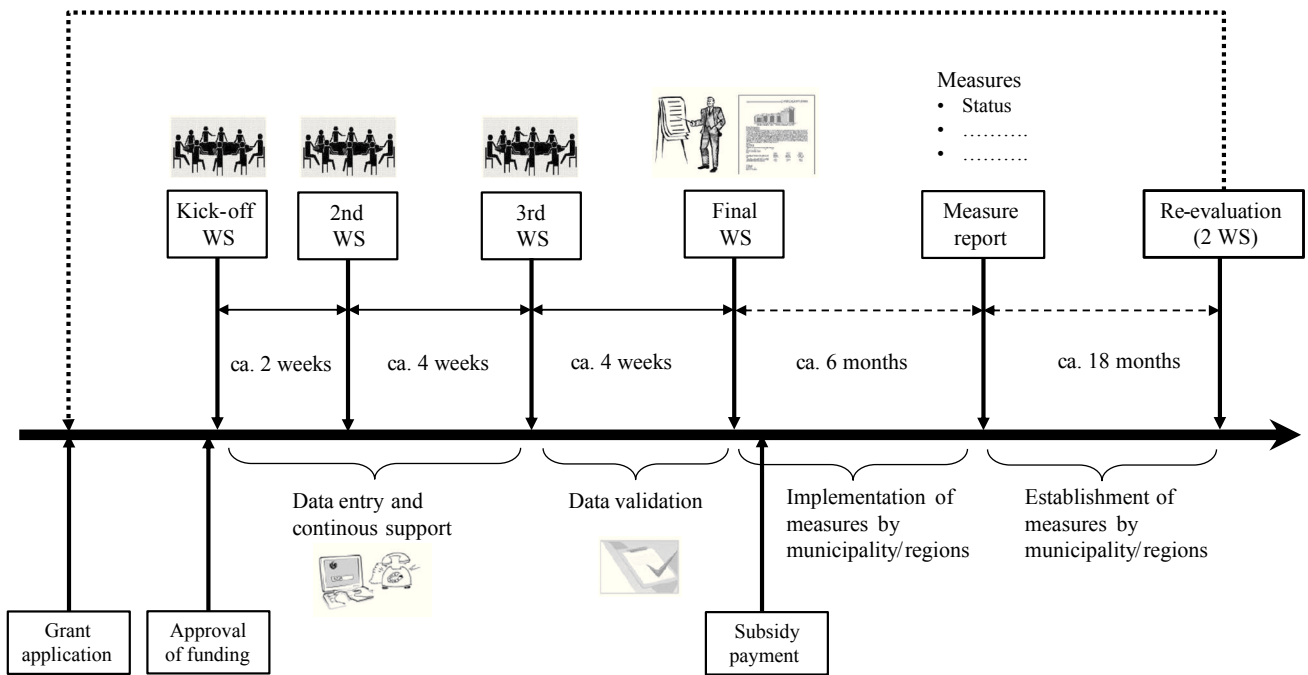 Measures
• Status
• ……….
• ……….
Kick-off
WS
2nd
WS
3rd
WS
Final
WS
Measure
report
Re-evaluation
(2 WS)
ca. 2 weeks
ca. 4 weeks
ca. 4 weeks
ca. 6 months
ca. 18 months
Data entry and
continous support
Data validation
Implementation of
measures by
municipality/regions
Establishment of
measures by
municipality/regions
Grant
application
Approval
of funding
Subsidy
payment